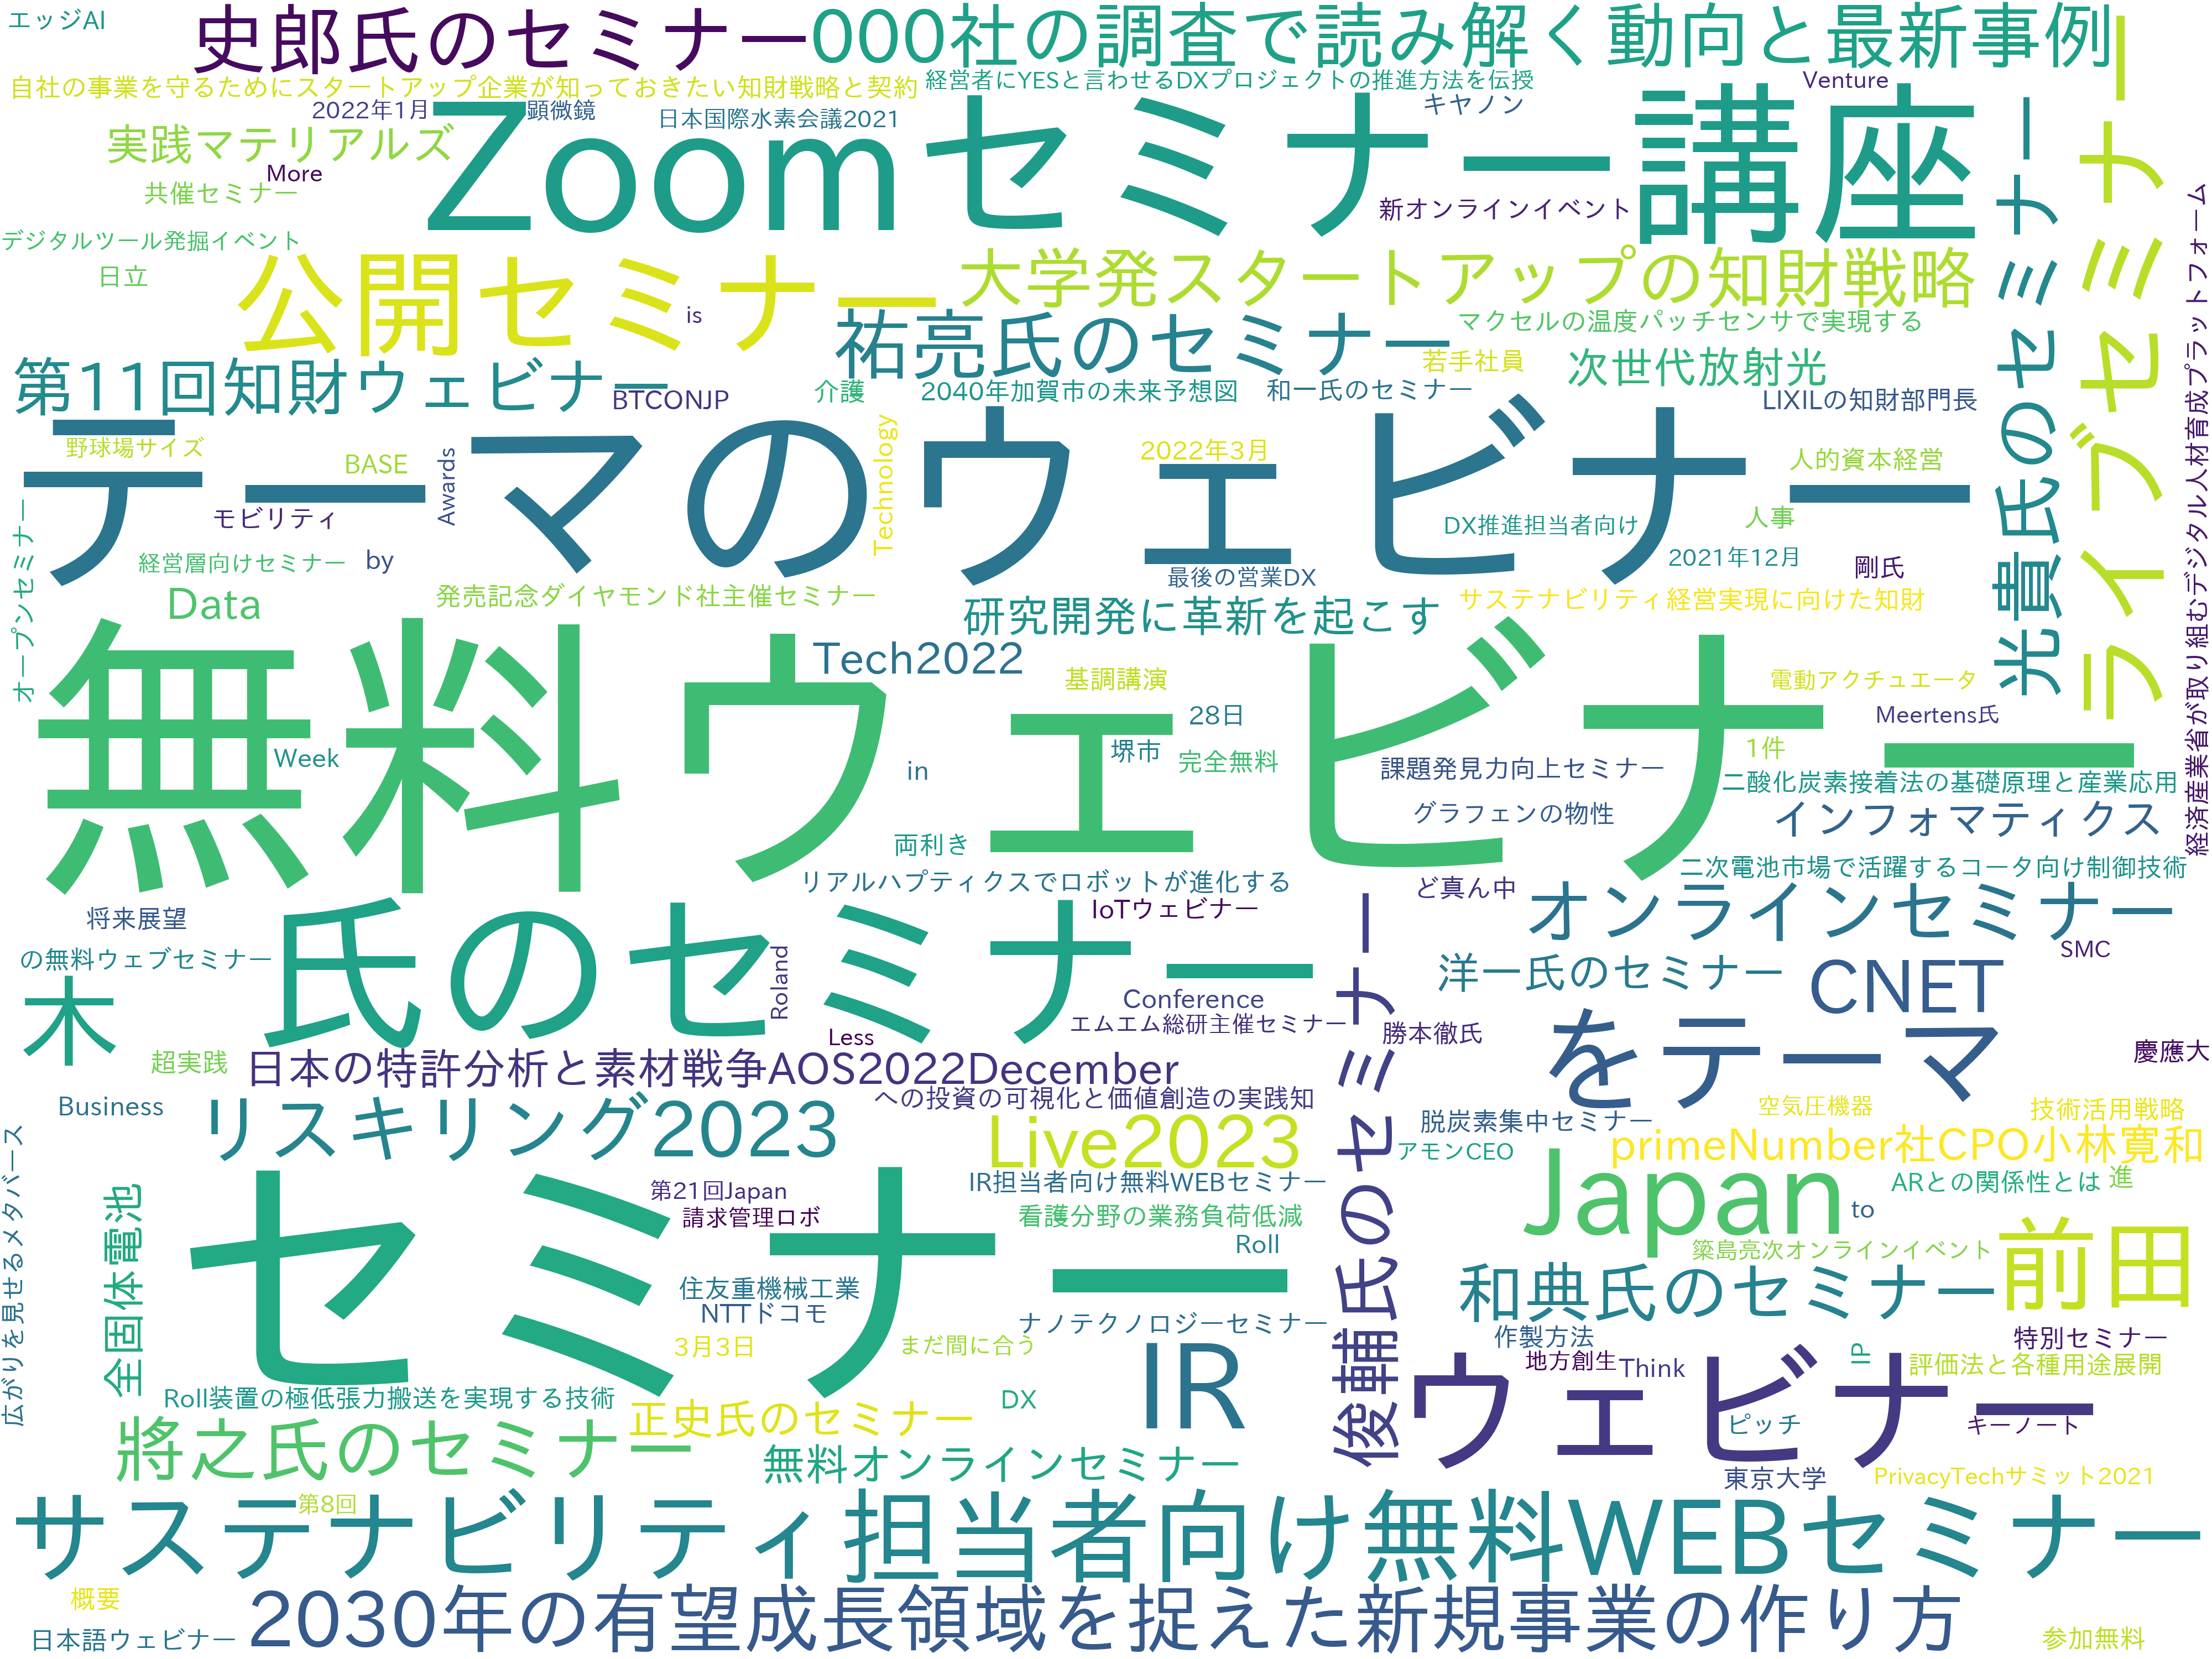 エッジAI
史郎氏のセミナー
000社の調査で読み解く動向と最新事例
自社の事業を守るためにスタートアップ企業が知っておきたい知財戦略と契約
経営者にYESと言わせるDXプロジェクトの推進方法を伝授
Venture
2022年1月
顕微鏡
日本国際水素会議2021
キヤノン
Zoomセミナー講座
実践マテリアルズ
More
共催セミナー
新オンラインイベント
デジタルツール発掘イベント
日立
公開セミナー
is
大学発スタートアップの知財戦略
光貴氏のセミナー
ライブセミナー
経済産業省が取り組むデジタル人材育成プラットフォーム
祐亮氏のセミナー
マクセルの温度パッチセンサで実現する
第11回知財ウェビナー
BTCONJP
介護
2040年加賀市の未来予想図
和一氏のセミナー
若手社員
次世代放射光
LIXILの知財部門長
テーマのウェビナー
野球場サイズ
BASE
Awards
Technology
2022年3月
人的資本経営
モビリティ
DX推進担当者向け
人事
オープンセミナー
経営層向けセミナー
by
2021年12月
剛氏
最後の営業DX
Data
発売記念ダイヤモンド社主催セミナー
研究開発に革新を起こす
サステナビリティ経営実現に向けた知財
無料ウェビナー
Tech2022
基調講演
電動アクチュエータ
28日
Meertens氏
Week
in
堺市
完全無料
1件
課題発見力向上セミナー
二酸化炭素接着法の基礎原理と産業応用
グラフェンの物性
インフォマティクス
両利き
リアルハプティクスでロボットが進化する
二次電池市場で活躍するコータ向け制御技術
将来展望
氏のセミナー
IoTウェビナー
ど真ん中
オンラインセミナー
の無料ウェブセミナー
Roland
SMC
木
Conference
洋一氏のセミナー
CNET
エムエム総研主催セミナー
Less
勝本徹氏
をテーマ
慶應大
超実践
日本の特許分析と素材戦争AOS2022December
俊輔氏のセミナー
Business
への投資の可視化と価値創造の実践知
リスキリング2023
Live2023
脱炭素集中セミナー
空気圧機器
技術活用戦略
アモンCEO
primeNumber社CPO小林寛和
広がりを見せるメタバース
全固体電池
セミナー
第21回Japan
請求管理ロボ
IR担当者向け無料WEBセミナー
看護分野の業務負荷低減
Roll
Japan
to
ARとの関係性とは
進
築島亮次オンラインイベント
前田
住友重機械工業
NTTドコモ
和典氏のセミナー
3月3日
まだ間に合う
ナノテクノロジーセミナー
作製方法
IP
特別セミナー
IR
地方創生
Think
評価法と各種用途展開
Roll装置の極低張力搬送を実現する技術
DX
ウェビナー
ピッチ
キーノート
將之氏のセミナー
正史氏のセミナー
無料オンラインセミナー
東京大学
PrivacyTechサミット2021
第8回
サステナビリティ担当者向け無料WEBセミナー
概要
2030年の有望成長領域を捉えた新規事業の作り方
日本語ウェビナー
参加無料